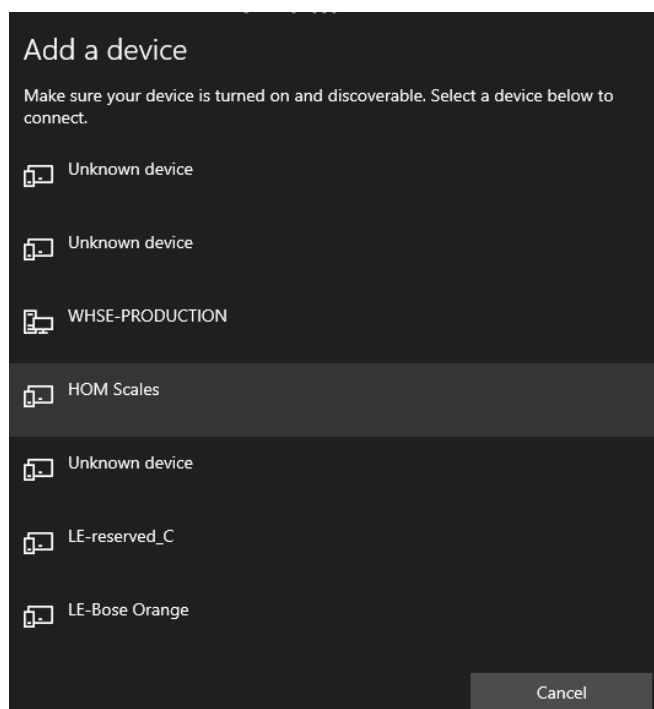 Add a device
Make sure your device is turned on and discoverable. Select a device below to
connect.
Unknown device
Unknown device
WHSE-PRODUCTION
HOM Scales
Unknown device
LE-reserved_C
LE-Bose Orange
Cancel